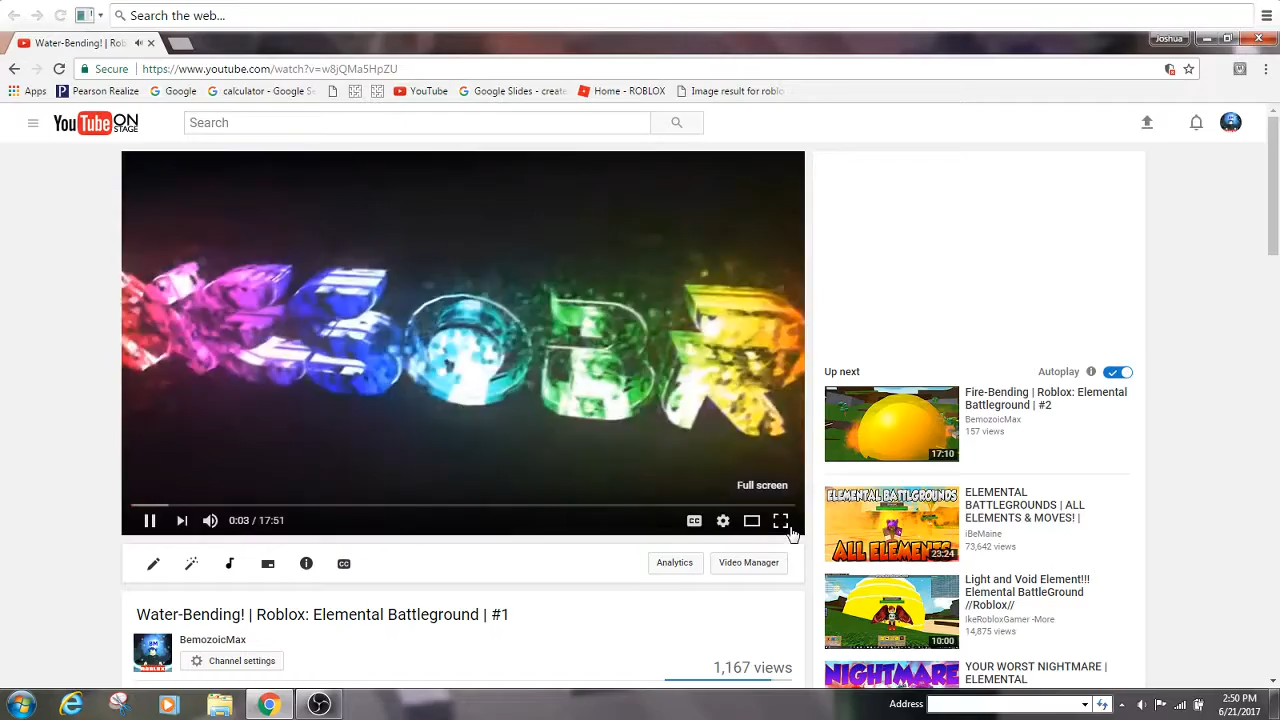 Search the web...
Water-Bending! | Rob
Joshua
Secure https://www.youtube.com/watch?v=w8jQMa5HpZU
Apps Pearson Realize Google calculator - Google Se YouTube Google Slides - create Home - ROBLOX Image result for roblo
YouTube ON STAGE
Search
Full screen
0:03 / 17:51
CC
Analytics
Video Manager
Water-Bending! | Roblox: Elemental Battleground | #1
BemozoicMax
Channel settings
1,167 views
Up next
Autoplay
Fire-Bending | Roblox: Elemental Battleground | #2
BemozoicMax
157 views
17:10
ELEMENTAL BATTLGROUNDS
ALL ELEMENTS
23:24
ELEMENTAL
BATTLEGROUNDS | ALL
ELEMENTS & MOVES! |
iBeMaine
73,642 views
10:00
Light and Void Element!!!
Elemental BattleGround
//Roblox//
IkeRobloxGamer -More
14,875 views
NIGHTMARE
YOUR WORST NIGHTMARE |
ELEMENTAL
Address
2:50 PM
6/21/2017